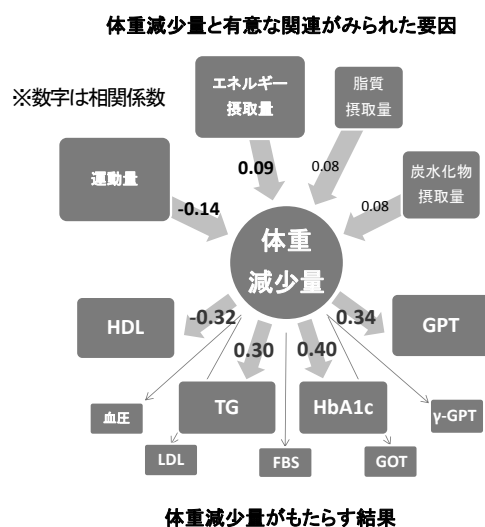 体重減少量と有意な関連がみられた要因
※数字は相関係数
エネルギー
摂取量
脂質
摂取量
運動量
炭水化物
摂取量
0.09
0.08
-0.14
0.08
体重
減少量
HDL
-0.32
0.34
GPT
0.30
0.40
TG
HbA1c
血圧
γ-GPT
LDL
FBS
GOT
体重減少量がもたらす結果